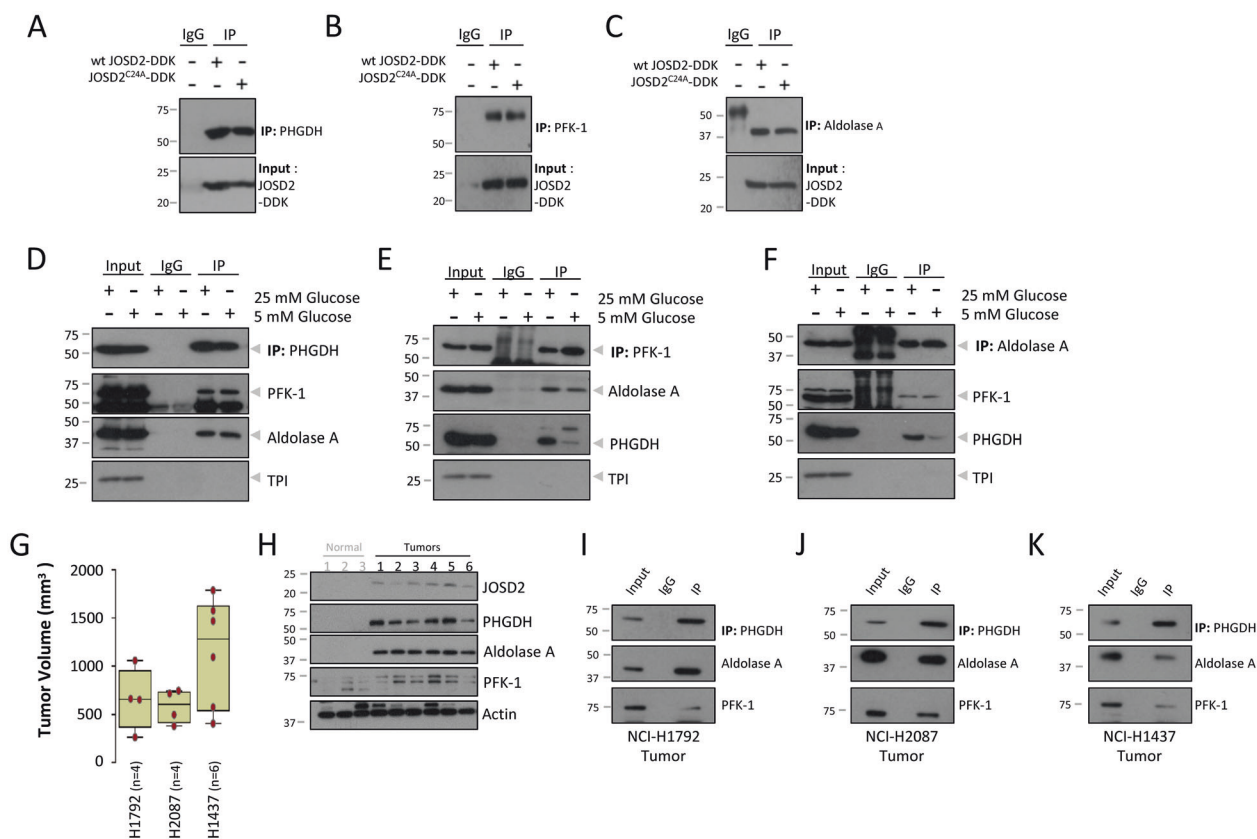 A
IgG IP
wt JOSD2-DDK - + -
JOSD2C24A-DDK - - +
75
50
IP: PHGDH
25
20
Input :
JOSD2
-DDK
B
IgG IP
wt JOSD2-DDK - + -
JOSD2C24A-DDK - - +
75
50
IP: PFK-1
25
20
Input :
JOSD2
-DDK
C
IgG IP
wt JOSD2-DDK - + -
JOSD2C24A-DDK - - +
50
37
IP: Aldolase A
25
20
Input :
JOSD2
-DDK
D
Input IgG IP
+ - + - + - 25 mM Glucose
- + - + - + 5 mM Glucose
75
50
IP: PHGDH
75
50
PFK-1
50
37
Aldolase A
25
TPI
E
Input IgG IP
+ - + - + - 25 mM Glucose
- + - + - + 5 mM Glucose
75
50
IP: PFK-1
50
37
Aldolase A
75
50
PHGDH
25
TPI
F
Input IgG IP
+ - + - + - 25 mM Glucose
- + - + - + 5 mM Glucose
50
37
IP: Aldolase A
75
50
PFK-1
75
50
PHGDH
25
TPI
G
Tumor Volume (mm³)
2000
1500
1000
500
0
H1792 (n=4)
H2087 (n=4)
H1437 (n=6)
H
Normal Tumors
1 2 3 1 2 3 4 5 6
25
20
JOSD2
75
50
PHGDH
50
37
Aldolase A
75
PFK-1
37
Actin
I
Input IgG IP
75
50
IP: PHGDH
50
37
Aldolase A
75
PFK-1
NCI-H1792
Tumor
J
Input IgG IP
75
50
IP: PHGDH
50
37
Aldolase A
75
PFK-1
NCI-H2087
Tumor
K
Input IgG IP
75
50
IP: PHGDH
50
37
Aldolase A
75
PFK-1
NCI-H1437
Tumor